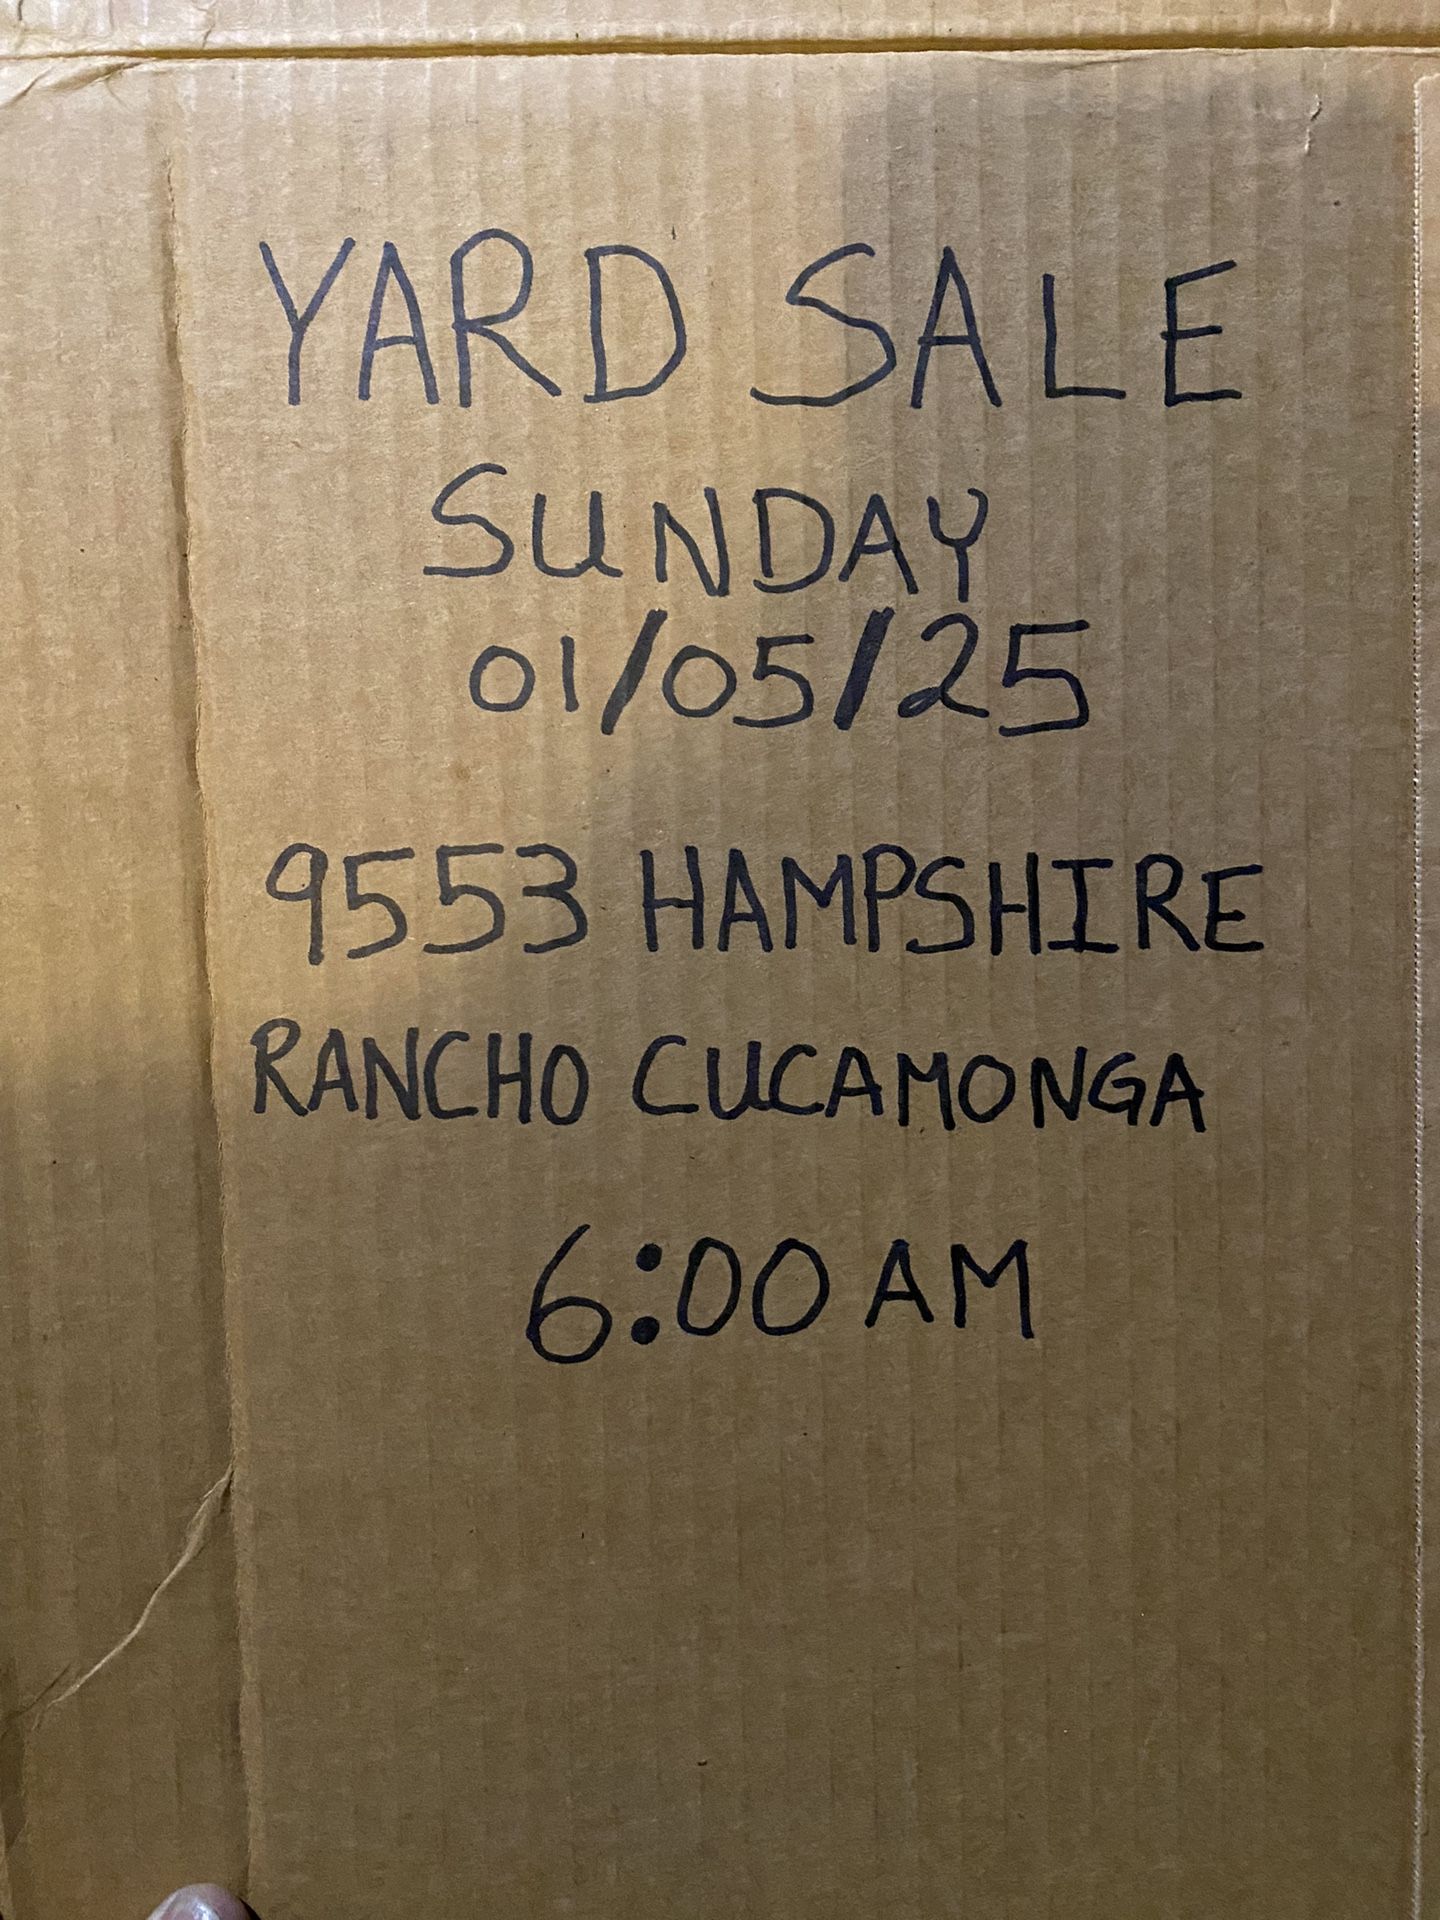 YARD SALE
SUNDAY
01/05/25
9553 HAMPSHIRE
RANCHO CUCAMONGA
6:00 AM